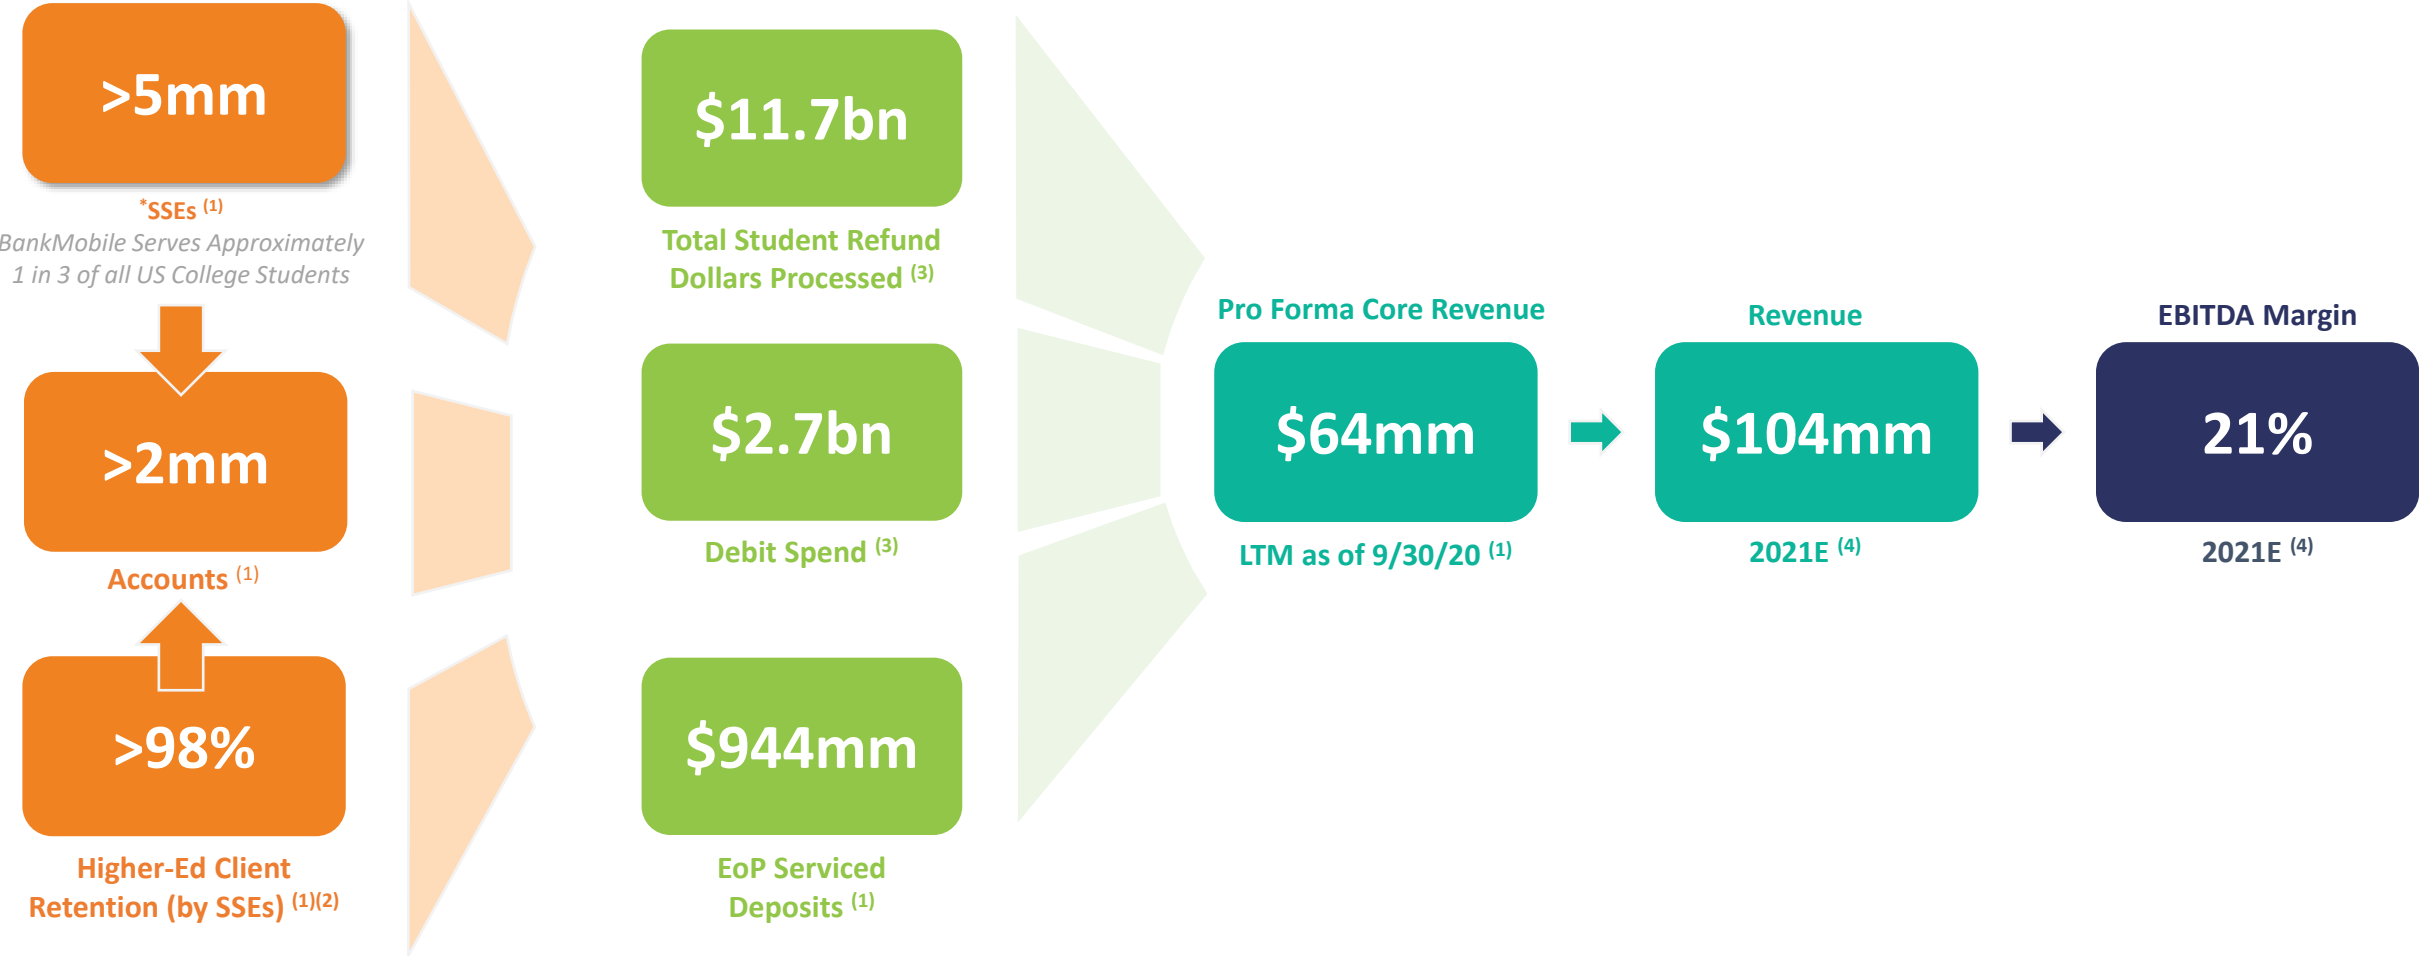 >5mm
*SSEs (1)
BankMobile Serves Approximately
1 in 3 of all US College Students
>2mm
Accounts (1)
>98%
Higher-Ed Client
Retention (by SSEs) (1)(2)
$11.7bn
Total Student Refund
Dollars Processed (3)
$2.7bn
Debit Spend (3)
$944mm
EoP Serviced
Deposits (1)
Pro Forma Core Revenue
$64mm
LTM as of 9/30/20 (1)
Revenue
$104mm
2021E (4)
EBITDA Margin
21%
2021E (4)